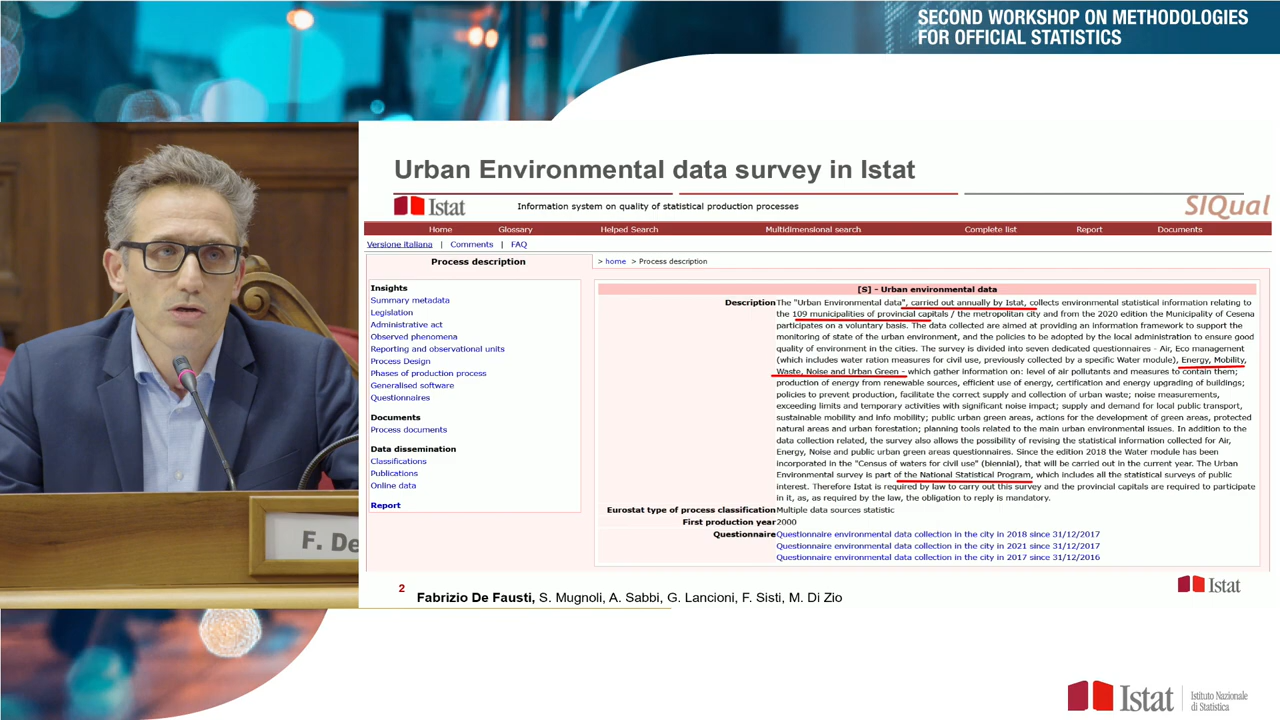 SECOND WORKSHOP ON METHODOLOGIES
FOR OFFICIAL STATISTICS
Urban Environmental data survey in Istat
Istat
Information system on quality of statistical production processes
SIQual
Home
Glossary
Helped Search
Multidimensional search
Complete list
Report
Documents
Versione italiana | Comments | FAQ
Process description
> home > Process description
Insights
Summary metadata
Legislation
Administrative act
Observed phenomena
Reporting and observational units
Process Design
Phases of production process
Generalised software
Questionnaires
Documents
Process documents
Data dissemination
Classifications
Publications
Online data
Report
[S] - Urban environmental data
Description The "Urban Environmental data", carried out annually by Istat, collects environmental statistical information relating to
the 109 municipalities of provincial capitals / the metropolitan city and from the 2020 edition the Municipality of Cesena
participates on a voluntary basis. The data collected are aimed at providing an information framework to support the
monitoring of state of the urban environment, and the policies to be adopted by the local administration to ensure good
quality of environment in the cities. The survey is divided into seven dedicated questionnaires - Air, Eco management
(which includes water ration measures for civil use, previously collected by a specific Water module), Energy, Mobility,
Waste, Noise and Urban Green - which gather information on: level of air pollutants and measures to contain them;
production of energy from renewable sources, efficient use of energy, certification and energy upgrading of buildings;
policies to prevent production, facilitate the correct supply and collection of urban waste; noise measurements,
exceeding limits and temporary activities with significant noise impact; supply and demand for local public transport,
sustainable mobility and info mobility; public urban green areas, actions for the development of green areas, protected
natural areas and urban forestation; planning tools related to the main urban environmental issues. In addition to the
data collection related, the survey also allows the possibility of revising the statistical information collected for Air,
Energy, Noise and public urban green areas questionnaires. Since the edition 2018 the Water module has been
incorporated in the "Census of waters for civil use" (biennial), that will be carried out in the current year. The Urban
Environmental survey is part of the National Statistical Program, which includes all the statistical surveys of public
interest. Therefore Istat is required by law to carry out this survey and the provincial capitals are required to participate
in it, as, as required by the law, the obligation to reply is mandatory.
Eurostat type of process classification Multiple data sources statistic
First production year 2000
Questionnaire Questionnaire environmental data collection in the city in 2018 since 31/12/2017
Questionnaire environmental data collection in the city in 2021 since 31/12/2017
Questionnaire environmental data collection in the city in 2017 since 31/12/2016
F. De
2
Fabrizio De Fausti, S. Mugnoli, A. Sabbi, G. Lancioni, F. Sisti, M. Di Zio
Istat
Istat
Istituto Nazionale
di Statistica